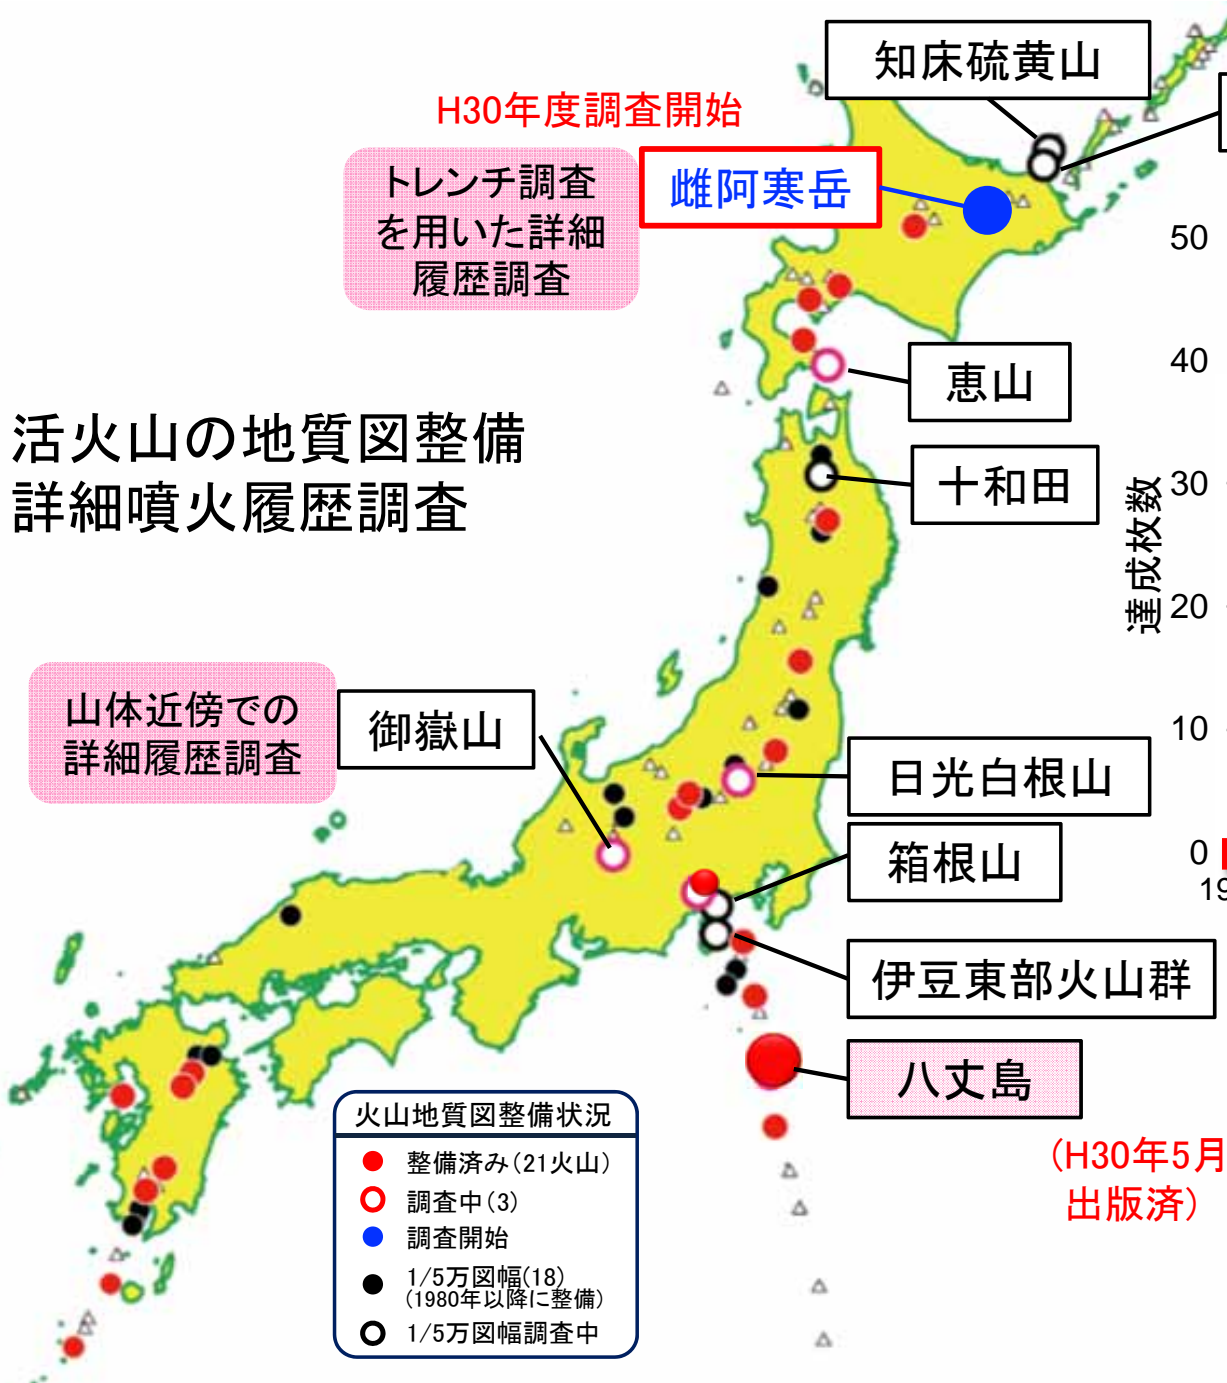 知床硫黄山
H30年度調査開始
トレンチ調査
を用いた詳細
履歴調査
雌阿寒岳
恵山
十和田
活火山の地質図整備
詳細噴火履歴調査
山体近傍での
詳細履歴調査
御嶽山
日光白根山
箱根山
伊豆東部火山群
八丈島
(H30年5月
出版済)
達成枚数
50
40
30
20
10
0
19
火山地質図整備状況
整備済み(21火山)
調査中(3)
調査開始
1/5万図幅(18)
(1980年以降に整備)
1/5万図幅調査中